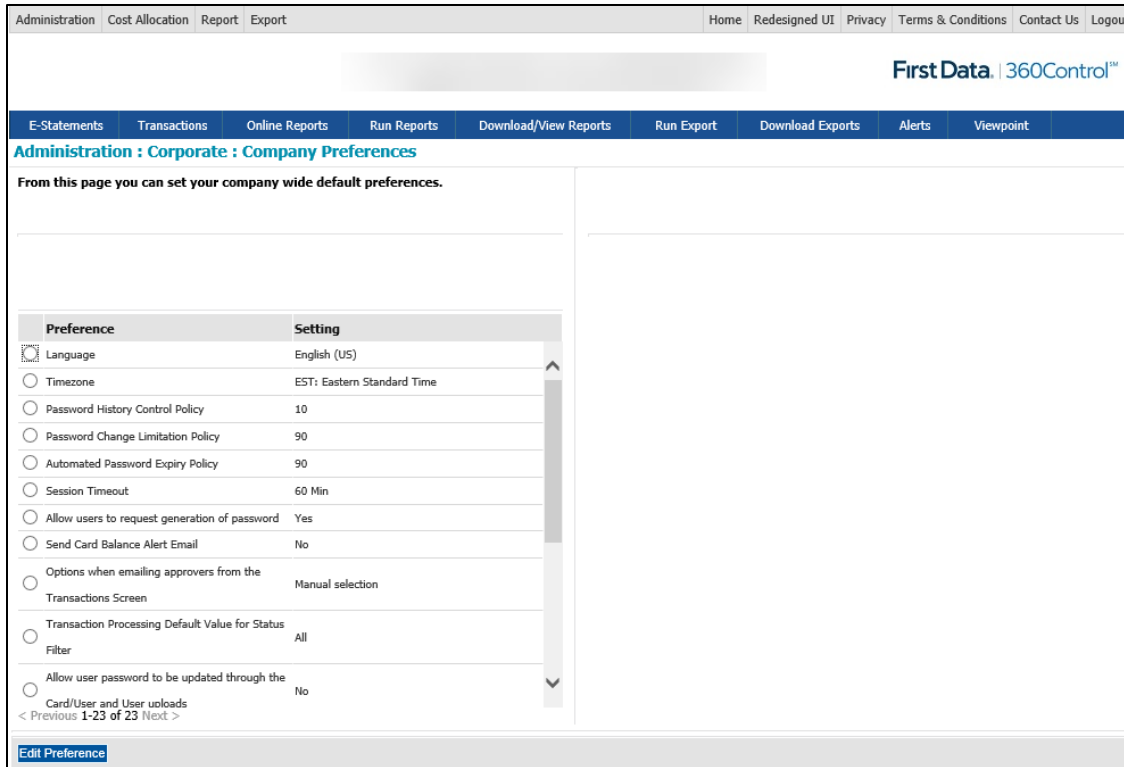 Administration Cost Allocation Report Export Home Redesigned UI Privacy Terms & Conditions Contact Us Logou
First Data. | 360Control℠
E-Statements Transactions Online Reports Run Reports Download/View Reports Run Export Download Exports Alerts Viewpoint
Administration : Corporate : Company Preferences
From this page you can set your company wide default preferences.
Preference Setting
Language English (US)
Timezone EST: Eastern Standard Time
Password History Control Policy 10
Password Change Limitation Policy 90
Automated Password Expiry Policy 90
Session Timeout 60 Min
Allow users to request generation of password Yes
Send Card Balance Alert Email No
Options when emailing approvers from the
Transactions Screen
Manual selection
Transaction Processing Default Value for Status
Filter
All
Allow user password to be updated through the
Card/User and User uploads
No
< Previous 1-23 of 23 Next >
Edit Preference